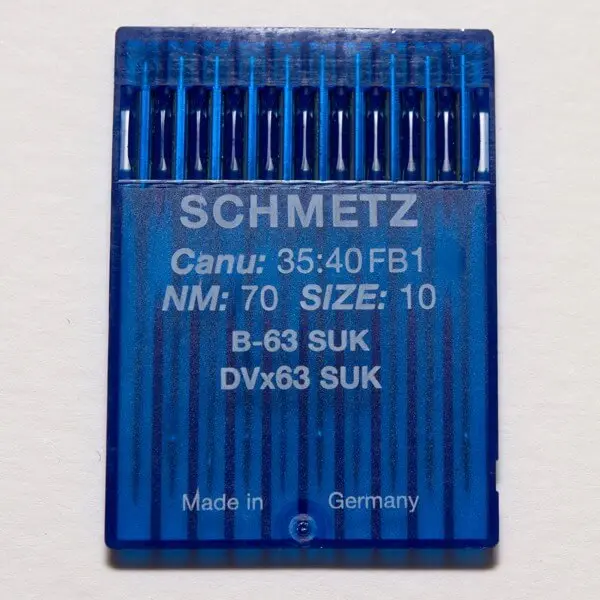 SCHMETZ
Canu: 35:40 FB1
NM: 70 SIZE: 10
B-63 SUK
DVx63 SUK
Made in Germany